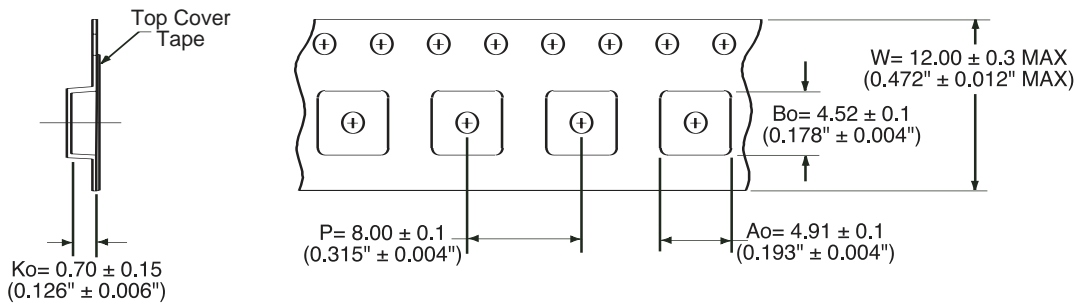 Top Cover
Tape
W= 12.00 ± 0.3 MAX
(0.472" ± 0.012" MAX)
Bo= 4.52 ± 0.1
(0.178" ± 0.004")
P= 8.00 ± 0.1
(0.315" ± 0.004")
Ao= 4.91 ± 0.1
(0.193" ± 0.004")
Ko= 0.70 ± 0.15
(0.126" ± 0.006")